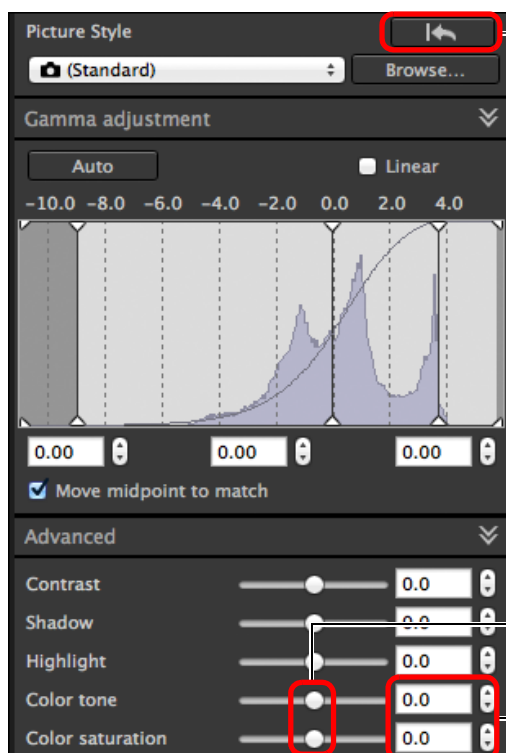 Picture Style
(Standard) Browse...
Gamma adjustment
Auto Linear
-10.0 -8.0 -6.0 -4.0 -2.0 0.0 2.0 4.0
0.00 0.00 0.00
Move midpoint to match
Advanced
Contrast 0.0
Shadow 0.0
Highlight 0.0
Color tone 0.0
Color saturation 0.0